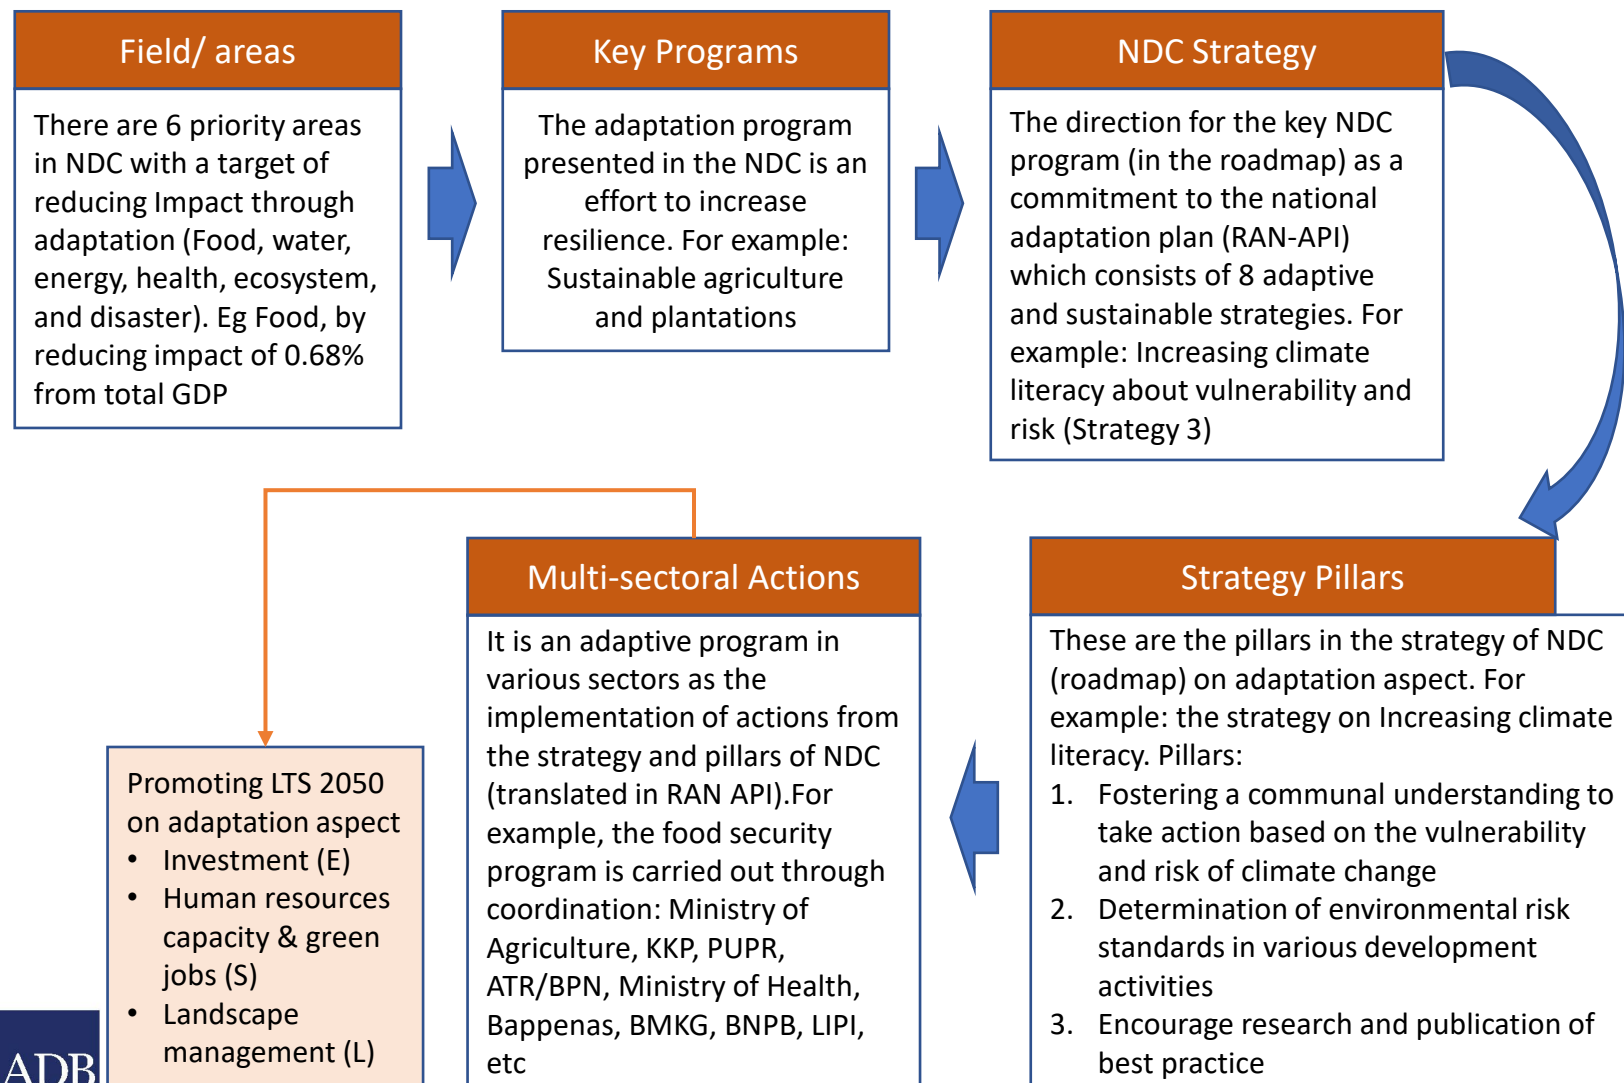 Field/ areas
There are 6 priority areas
in NDC with a target of
reducing Impact through
adaptation (Food, water,
energy, health, ecosystem,
and disaster). Eg Food, by
reducing impact of 0.68%
from total GDP
Key Programs
The adaptation program
presented in the NDC is an
effort to increase
resilience. For example:
Sustainable agriculture
and plantations
NDC Strategy
The direction for the key NDC
program (in the roadmap) as a
commitment to the national
adaptation plan (RAN-API)
which consists of 8 adaptive
and sustainable strategies. For
example: Increasing climate
literacy about vulnerability and
risk (Strategy 3)
Strategy Pillars
These are the pillars in the strategy of NDC
(roadmap) on adaptation aspect. For
example: the strategy on Increasing climate
literacy. Pillars:
1. Fostering a communal understanding to
take action based on the vulnerability
and risk of climate change
2. Determination of environmental risk
standards in various development
activities
3. Encourage research and publication of
best practice
Multi-sectoral Actions
It is an adaptive program in
various sectors as the
implementation of actions from
the strategy and pillars of NDC
(translated in RAN API).For
example, the food security
program is carried out through
coordination: Ministry of
Agriculture, KKP, PUPR,
ATR/BPN, Ministry of Health,
Bappenas, BMKG, BNPB, LIPI,
etc
Promoting LTS 2050
on adaptation aspect
• Investment (E)
• Human resources
capacity & green
jobs (S)
• Landscape
management (L)
ADB